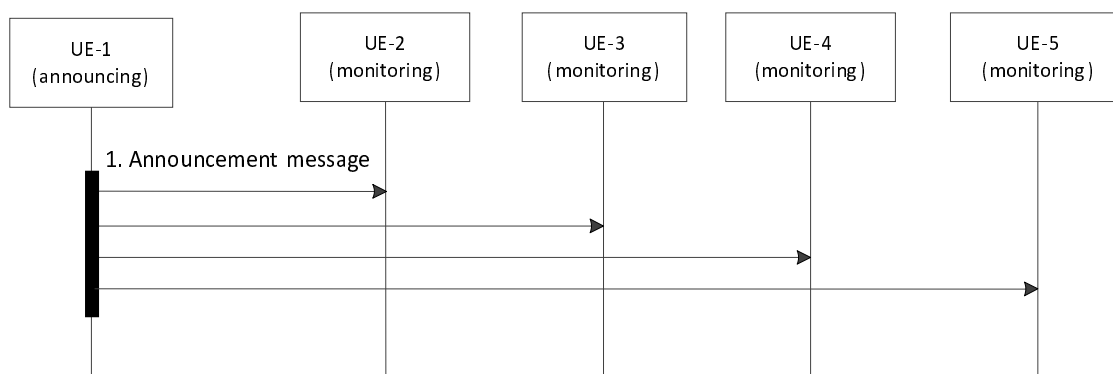 UE-1
(announcing)
UE-2
(monitoring)
UE-3
(monitoring)
UE-4
(monitoring)
UE-5
(monitoring)
1. Announcement message